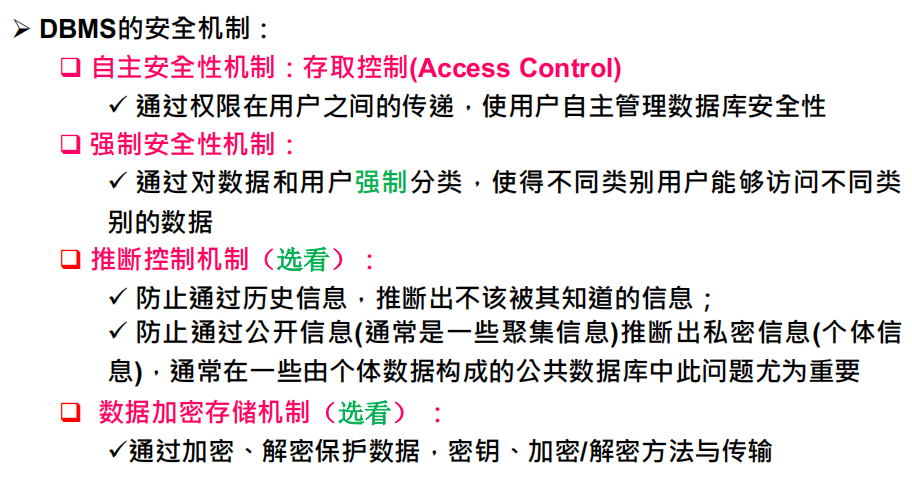 ➢ DBMS的安全机制：
❑ 自主安全性机制：存取控制(Access Control)
✓ 通过权限在用户之间的传递，使用户自主管理数据库安全性
❑ 强制安全性机制：
✓ 通过对数据和用户强制分类，使得不同类别用户能够访问不同类
别的数据
❑ 推断控制机制（选看）：
✓ 防止通过历史信息，推断出不该被其知道的信息；
✓ 防止通过公开信息(通常是一些聚集信息)推断出私密信息(个体信
息)，通常在一些由个体数据构成的公共数据库中此问题尤为重要
❑ 数据加密存储机制（选看）：
✓通过加密、解密保护数据，密钥、加密/解密方法与传输